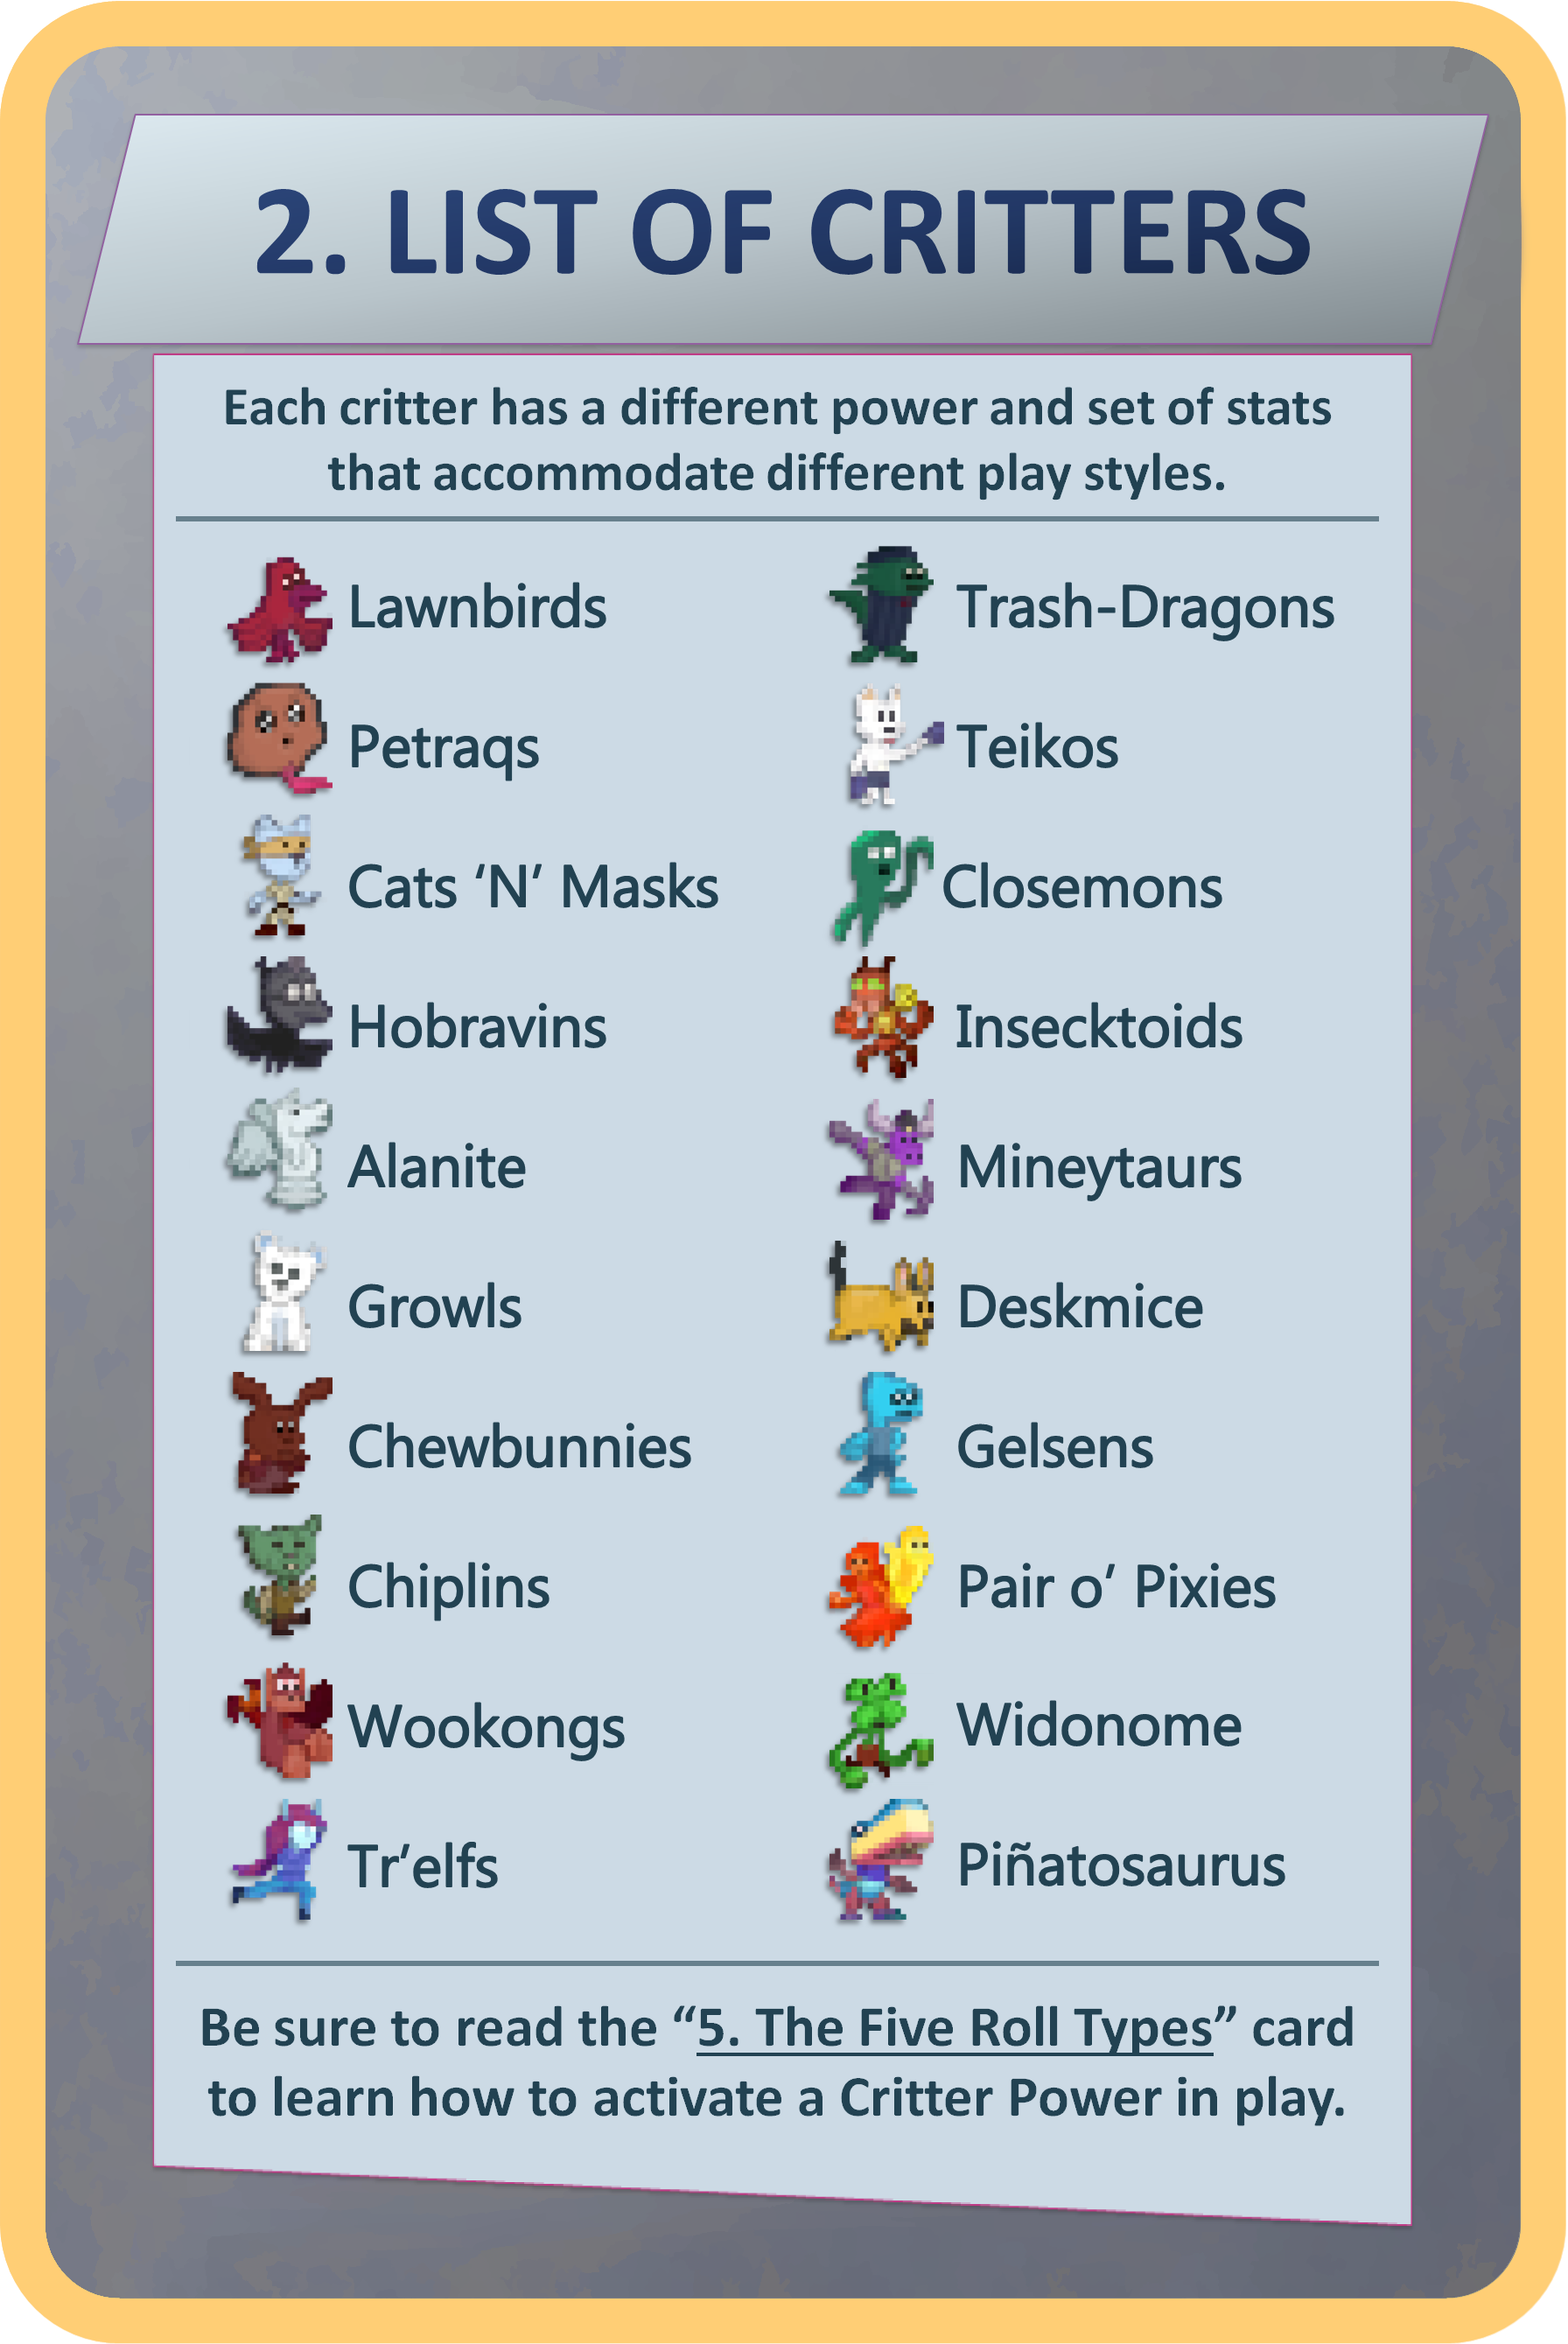 2. LIST OF CRITTERS
Each critter has a different power and set of stats
that accommodate different play styles.
Lawnbirds
Petraqs
Cats ‘N’ Masks
Hobravins
Alanite
Growls
Chewbunnies
Chiplins
Wookongs
Tr’elfs
Trash-Dragons
Teikos
Closemons
Insecktoids
Mineytaurs
Deskmice
Gelsens
Pair o’ Pixies
Widonome
Piñatosaurus
Be sure to read the “5. The Five Roll Types” card
to learn how to activate a Critter Power in play.